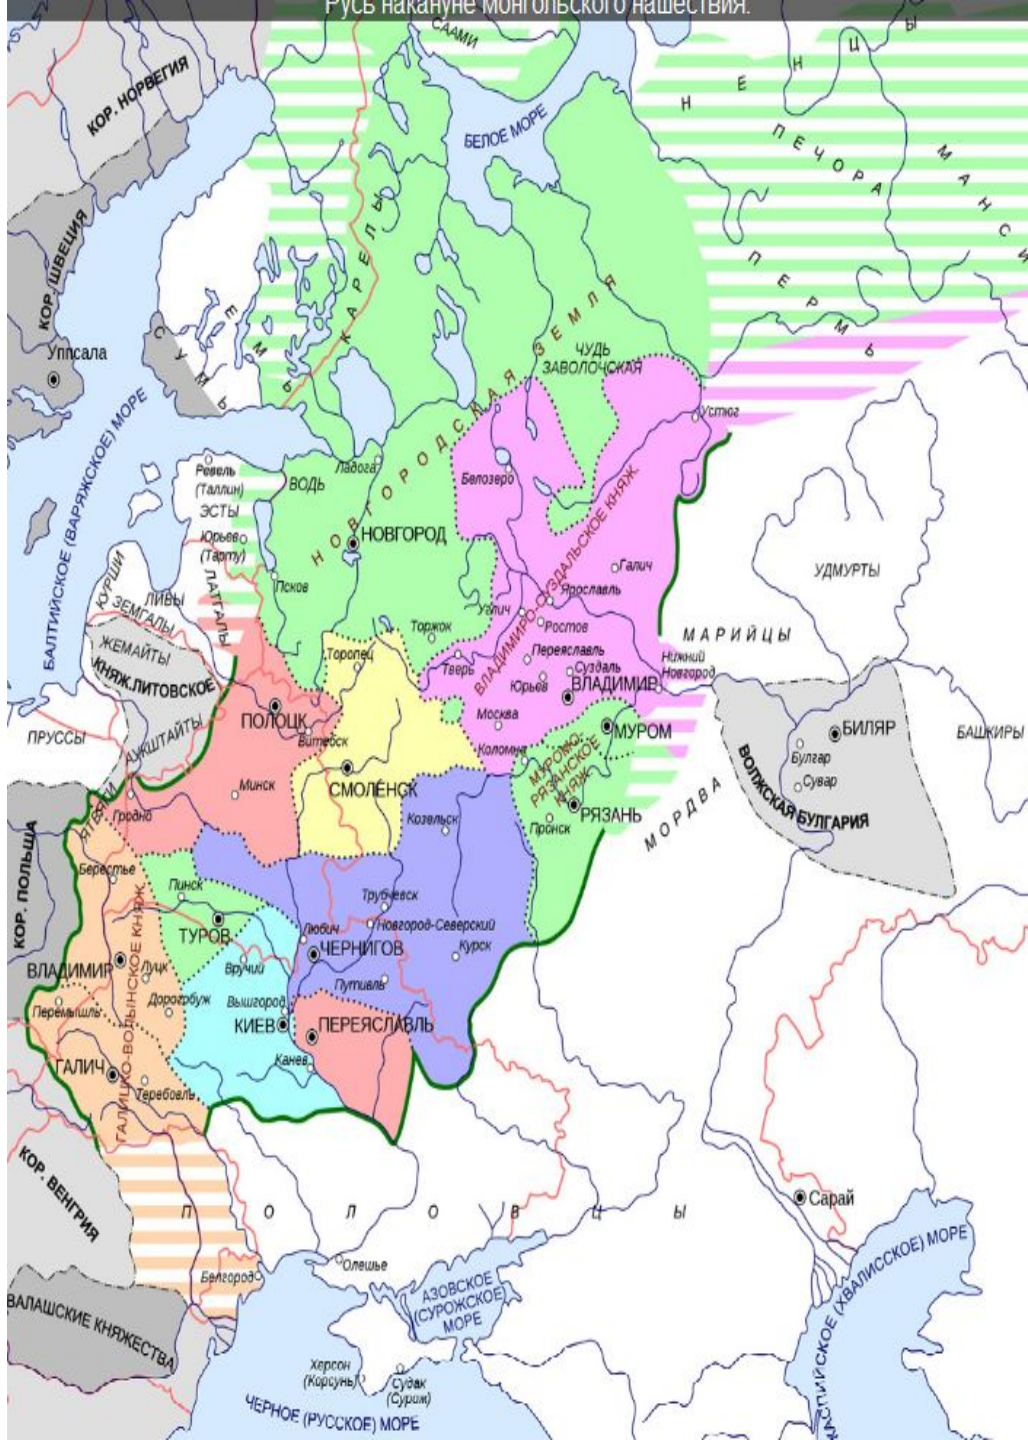 Русь накануне монгольского нашествия.
СААМИ
НЕНЦЫ
КОР. НОРВЕГИЯ
БЕЛОЕ МОРЕ
ПЕЧОРА
МАНСИ
КОР. ШВЕЦИЯ
КАРЕЛЫ
ПЕРМЬ
Уппсала
СУМЬ
ЕМЬ
НОВГОРОДСКАЯ ЗЕМЛЯ
ЧУДЬ
ЗАВОЛОЧСКАЯ
Устюг
БАЛТИЙСКОЕ (ВАРЯЖСКОЕ) МОРЕ
Ревель
(Таллин)
ВОДЬ
Ладога
Белозеро
ЭСТЫ
Юрьев
(Тарту)
НОВГОРОД
ВЛАДИМИРО-СУЗДАЛЬСКОЕ КНЯЖ.
Галич
УДМУРТЫ
КУРШИ
ЛИВЫ
ЗЕМГАЛЫ
ЛАТГАЛЫ
Псков
Ярославль
Углич
Ростов
Торжок
МАРИЙЦЫ
ЖЕМАЙТЫ
КНЯЖ.ЛИТОВСКОЕ
Торопец
Тверь
Переяславль
Суздаль
Нижний
Новгород
Юрьев
ВЛАДИМИР
ПОЛОЦК
Витебск
Москва
МУРОМ
БИЛЯР
БАШКИРЫ
ПРУССЫ
АУКШТАЙТЫ
Коломна
МУРОМО-
РЯЗАНСКОЕ
КНЯЖ.
Булгар
Сувар
ВОЛЖСКАЯ БУЛГАРИЯ
СМОЛЕНСК
Минск
Гродно
ЯТВЯГИ
Козельск
РЯЗАНЬ
Пронск
МОРДВА
КОР. ПОЛЬША
Берестье
Пинск
ТУРОВ
Трубчевск
Новгород-Северский
Любич
ЧЕРНИГОВ
Курск
ВЛАДИМИР
Луцк
Вручий
Путивль
ГАЛИЦКО-ВОЛЫНСКОЕ КНЯЖ
Перемышль
Дорогобуж
Вышгород
КИЕВ
ПЕРЕЯСЛАВЛЬ
Канев
ГАЛИЧ
Теребовль
КОР. ВЕНГРИЯ
ПОЛОВЦЫ
Сарай
Белгород
Олешье
АЗОВСКОЕ
(СУРОЖСКОЕ)
МОРЕ
ВАЛАШСКИЕ КНЯЖЕСТВА
Херсон
(Корсунь)
Судак
(Сурож)
ЧЕРНОЕ (РУССКОЕ) МОРЕ
КАСПИЙСКОЕ (ХВАЛИССКОЕ) МОРЕ